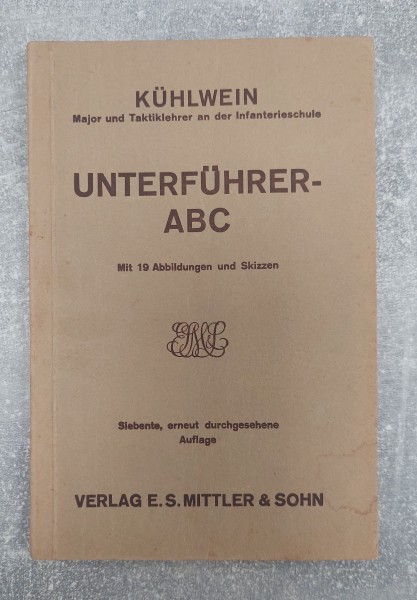 KÜHLWEIN
Major und Taktiklehrer an der Infanterieschule
UNTERFÜHRER-
ABC
Mit 19 Abbildungen und Skizzen
Siebente, erneut durchgesehene
Auflage
VERLAG E. S. MITTLER & SOHN